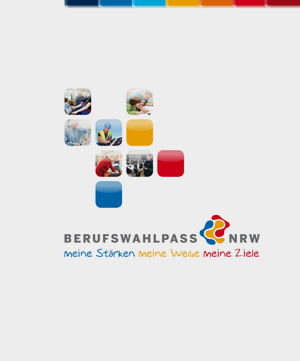 BERUFSWAHLPASS NRW
meine Stärken meine Wege meine Ziele